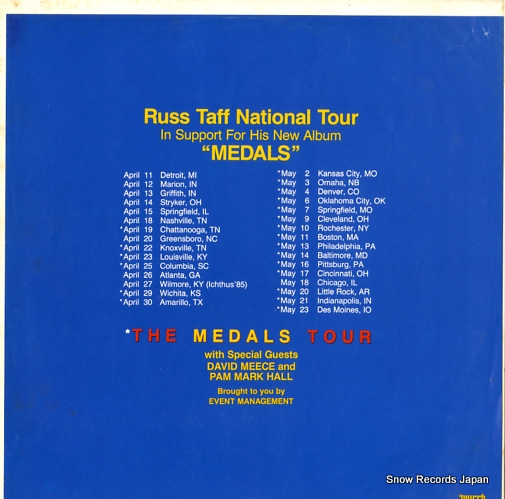 Russ Taff National Tour
In Support For His New Album
“MEDALS”
April 11 Detroit, MI
April 12 Marion, IN
April 13 Griffith, IN
April 14 Stryker, OH
April 15 Springfield, IL
April 18 Nashville, TN
*April 19 Chattanooga, TN
April 20 Greensboro, NC
*April 22 Knoxville, TN
*April 23 Louisville, KY
*April 25 Columbia, SC
April 26 Atlanta, GA
April 27 Wilmore, KY (Ichthus'85)
*April 29 Wichita, KS
*April 30 Amarillo, TX
*May 2 Kansas City, MO
*May 3 Omaha, NB
*May 4 Denver, CO
*May 6 Oklahoma City, OK
*May 7 Springfield, MO
*May 9 Cleveland, OH
*May 10 Rochester, NY
*May 11 Boston, MA
*May 13 Philadelphia, PA
*May 14 Baltimore, MD
*May 16 Pittsburg, PA
*May 17 Cincinnati, OH
May 18 Chicago, IL
*May 20 Little Rock, AR
*May 21 Indianapolis, IN
*May 23 Des Moines, IO
*THE MEDALS TOUR
with Special Guests
DAVID MEECE and
PAM MARK HALL
Brought to you by
EVENT MANAGEMENT
Snow Records Japan